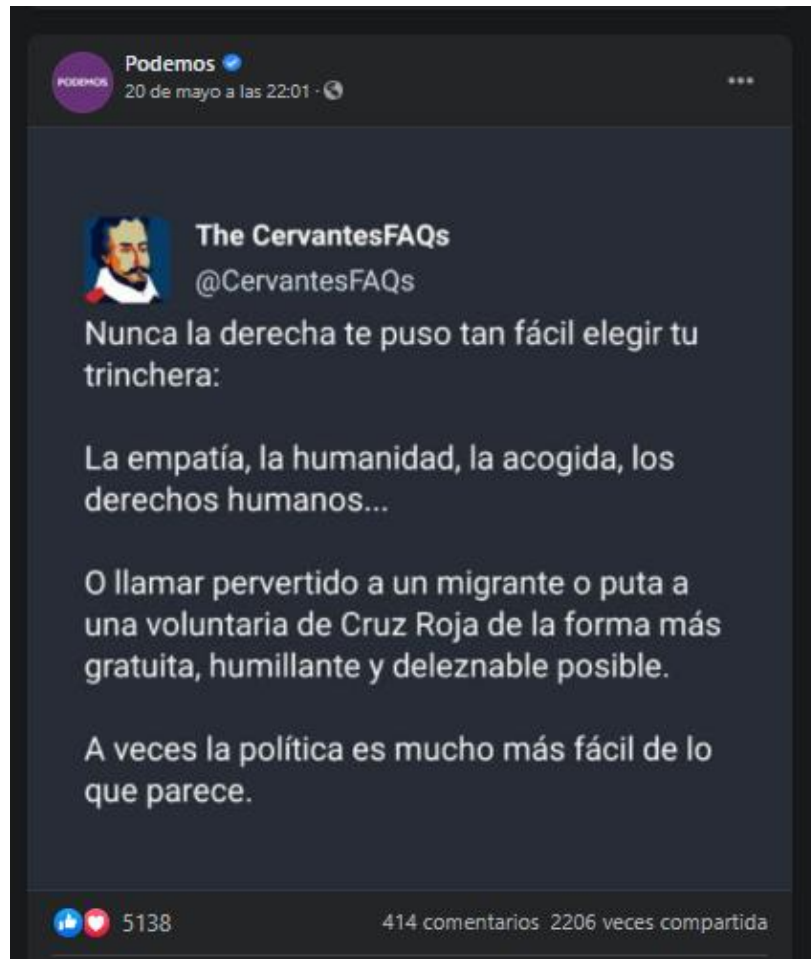 Podemos
PODEMOS
20 de mayo a las 22:01 ·
The CervantesFAQs
@CervantesFAQs
Nunca la derecha te puso tan fácil elegir tu
trinchera:
La empatía, la humanidad, la acogida, los
derechos humanos...
O llamar pervertido a un migrante o puta a
una voluntaria de Cruz Roja de la forma más
gratuita, humillante y deleznable posible.
A veces la política es mucho más fácil de lo
que parece.
5138 414 comentarios 2206 veces compartida